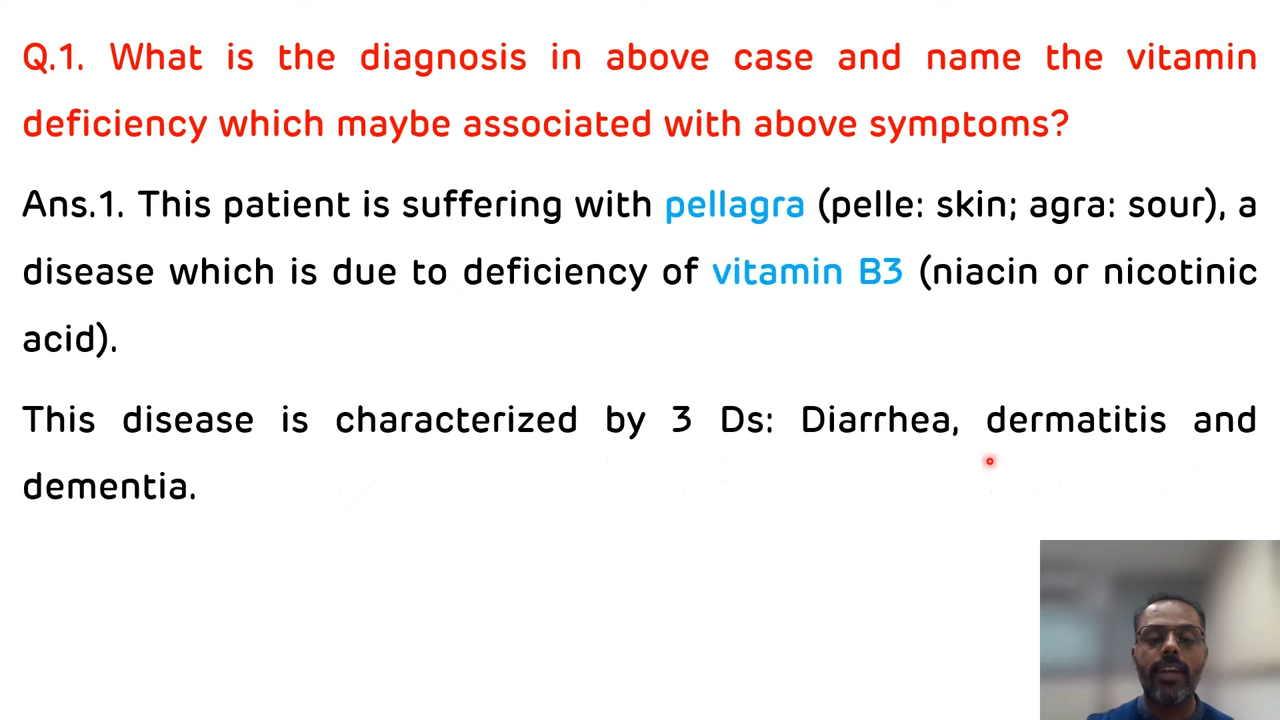 Q.1. What is the diagnosis in above case and name the vitamin
deficiency which maybe associated with above symptoms?
Ans.1. This patient is suffering with pellagra (pelle: skin; agra: sour), a
disease which is due to deficiency of vitamin B3 (niacin or nicotinic
acid).
This disease is characterized by 3 Ds: Diarrhea, dermatitis and
dementia.